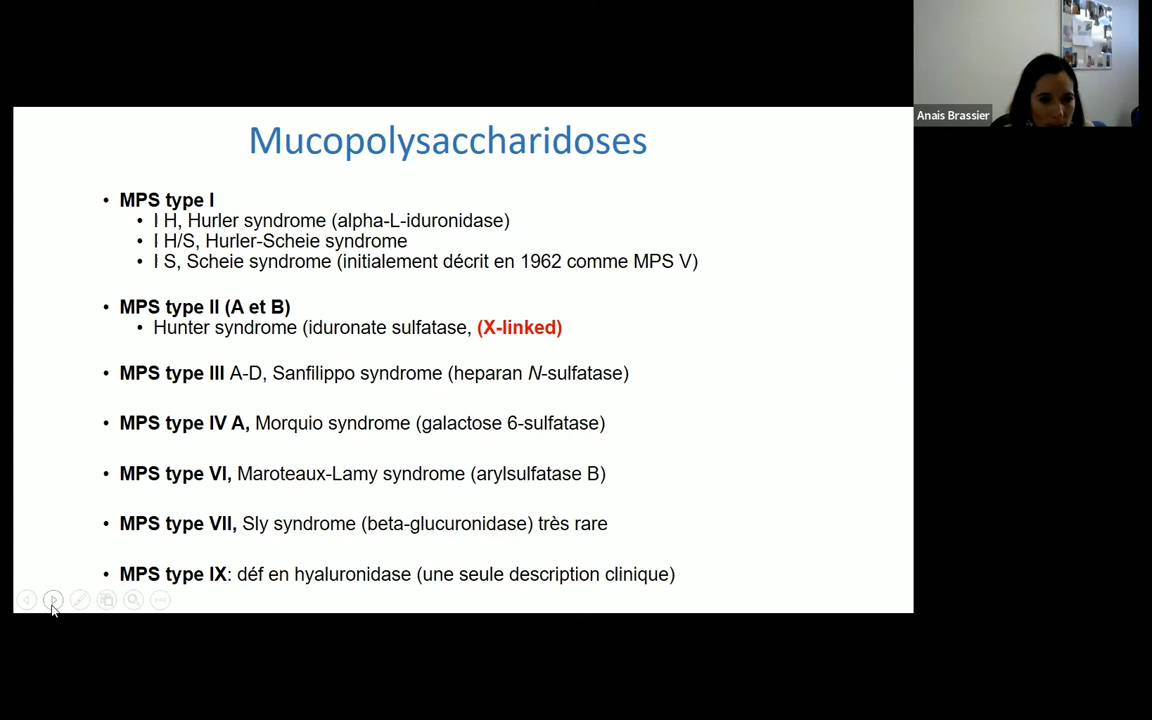 Anais Brassier
Mucopolysaccharidoses
• MPS type I
• I H, Hurler syndrome (alpha-L-iduronidase)
• I H/S, Hurler-Scheie syndrome
• I S, Scheie syndrome (initialement décrit en 1962 comme MPS V)
• MPS type II (A et B)
• Hunter syndrome (iduronate sulfatase, (X-linked)
• MPS type III A-D, Sanfilippo syndrome (heparan N-sulfatase)
• MPS type IV A, Morquio syndrome (galactose 6-sulfatase)
• MPS type VI, Maroteaux-Lamy syndrome (arylsulfatase B)
• MPS type VII, Sly syndrome (beta-glucuronidase) très rare
• MPS type IX: déf en hyaluronidase (une seule description clinique)